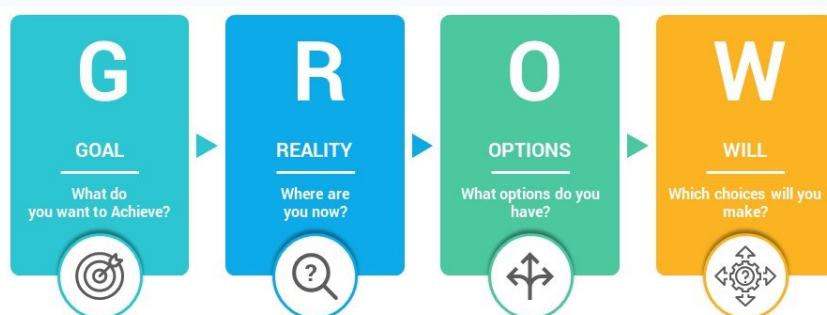 G
GOAL
What do
you want to Achieve?
R
REALITY
Where are
you now?
?
O
OPTIONS
What options do you
have?
W
WILL
Which choices will you
make?
?